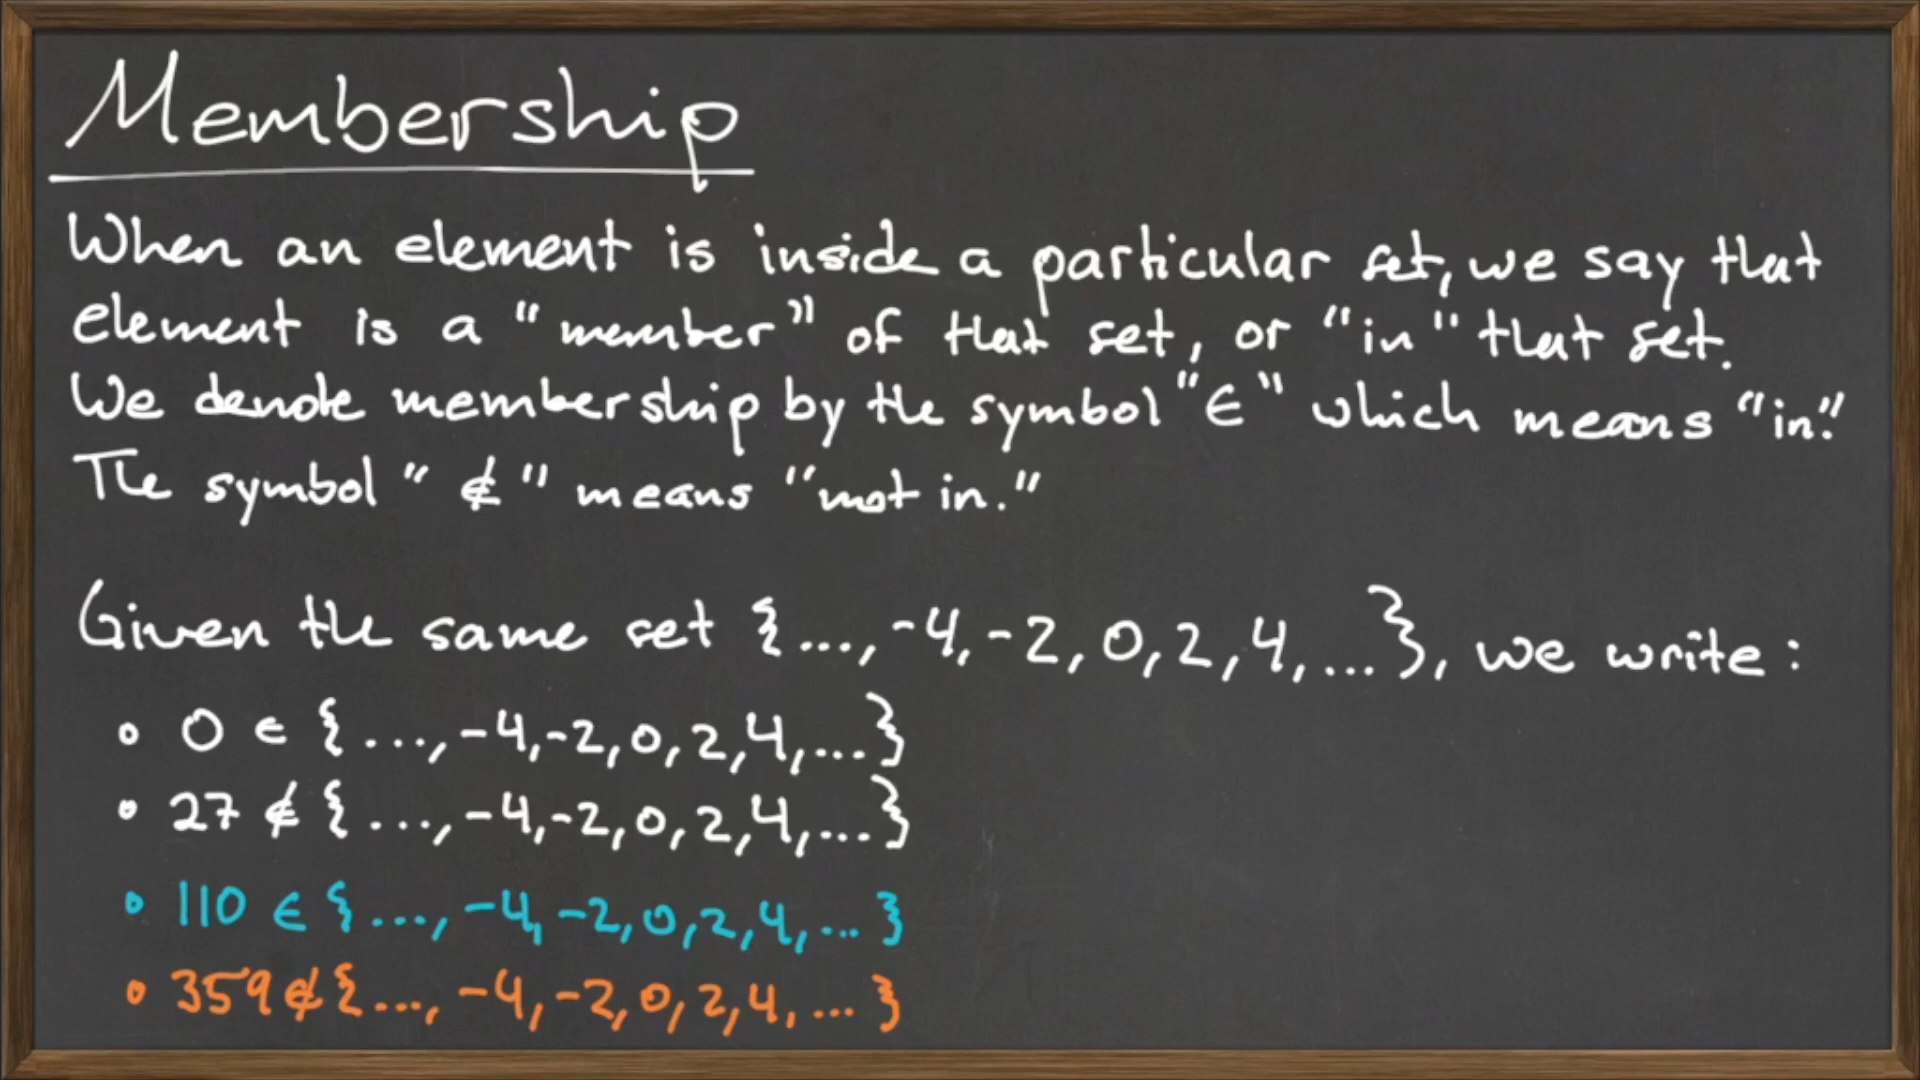 Membership
When an element is inside a particular set, we say that
element is a "member" of that set, or "in" that set.
We denote membership by the symbol "∈" which means "in."
The symbol "∉" means "not in."
Given the same set {..., -4, -2, 0, 2, 4, ...}, we write:
• 0 ∈ {..., -4, -2, 0, 2, 4, ...}
• 27 ∉ {..., -4, -2, 0, 2, 4, ...}
• 110 ∈ {..., -4, -2, 0, 2, 4, ...}
• 359 ∉ {..., -4, -2, 0, 2, 4, ...}